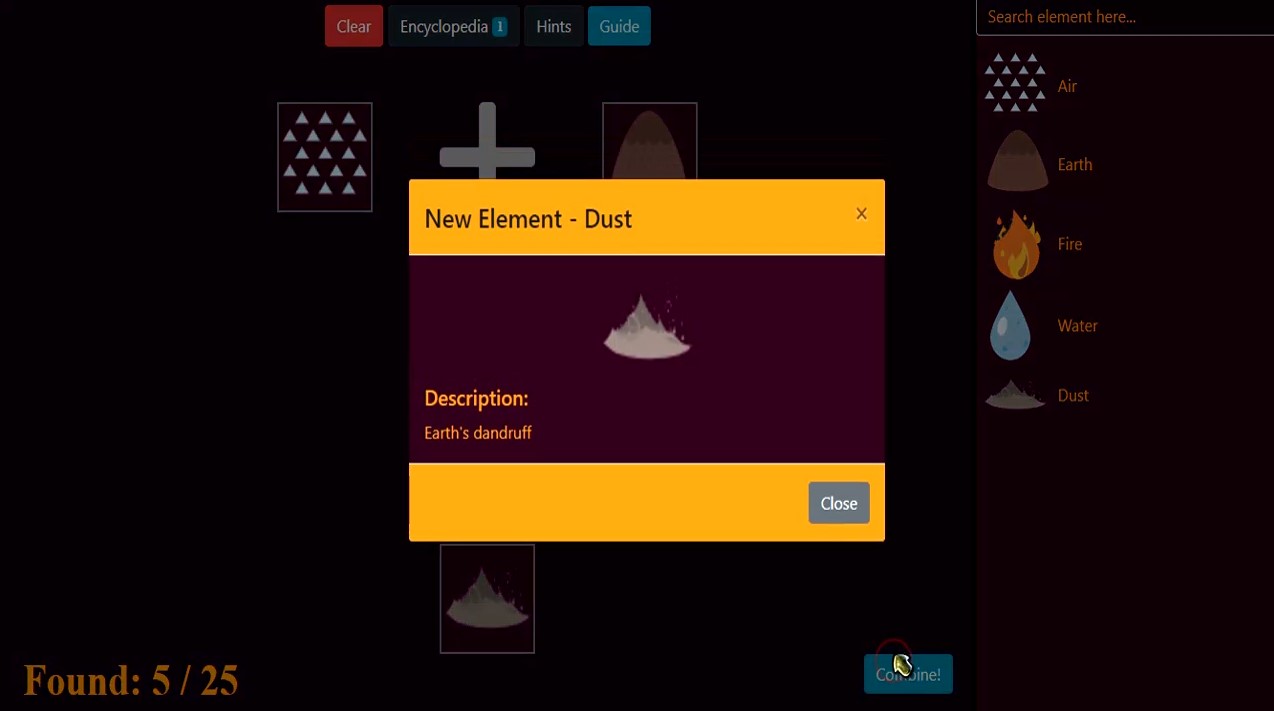 Clear
Encyclopedia 1
Hints
Guide
Search element here...
Air
Earth
Fire
Water
Dust
New Element - Dust
×
Description:
Earth's dandruff
Close
Found: 5 / 25
Combine!